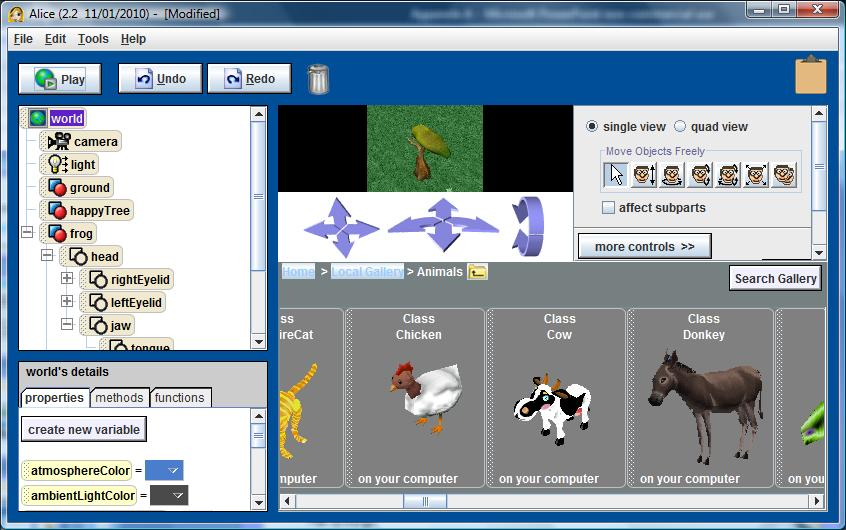 Alice (2.2  11/01/2010) -  [Modified]
File Edit Tools Help
Play Undo Redo
world
camera
light
ground
happyTree
frog
head
rightEyelid
leftEyelid
jaw
tongue
single view quad view
Move Objects Freely
affect subparts
more controls >>
Home > Local Gallery > Animals
Search Gallery
ss
ireCat
mputer
Class
Chicken
on your computer
Class
Cow
on your computer
Class
Donkey
on your computer
on you
world's details
properties methods functions
create new variable
atmosphereColor =
ambientLightColor =